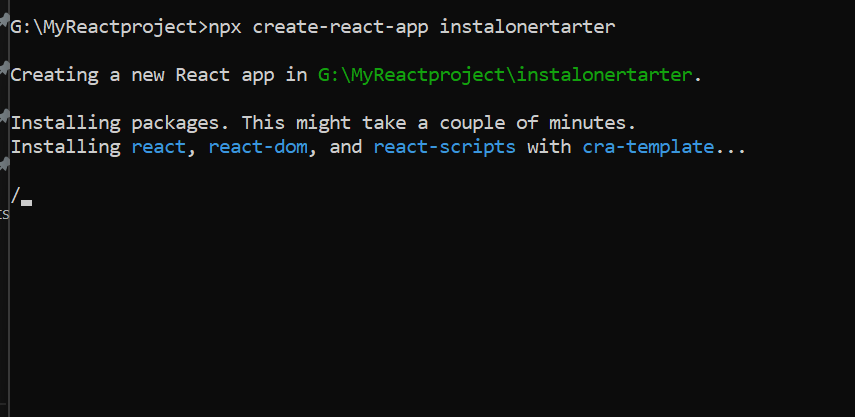 G:\MyReactproject>npx create-react-app instalonertarter
Creating a new React app in G:\MyReactproject\instalonertarter.
Installing packages. This might take a couple of minutes.
Installing react, react-dom, and react-scripts with cra-template...
/
ts